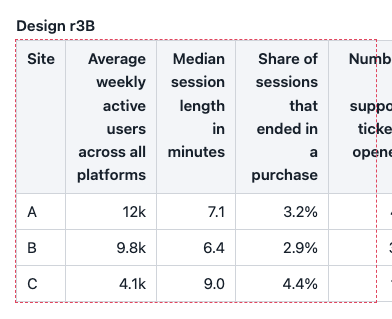 Design r3B
Site Average weekly active users across all platforms Median session length in minutes Share of sessions that ended in a purchase
A 12k 7.1 3.2%
B 9.8k 6.4 2.9%
C 4.1k 9.0 4.4%